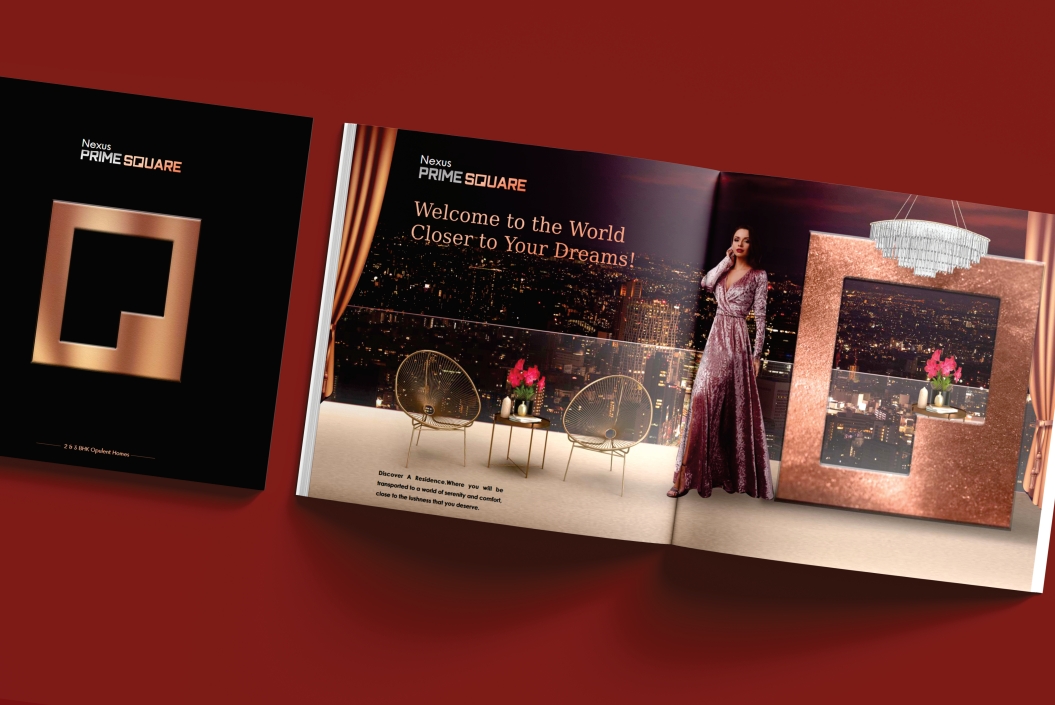 Nexus
PRIME SQUARE
2 & 3 BHK Opulent Homes
Nexus
PRIME SQUARE
Welcome to the World
Closer to Your Dreams!
Discover A Residence.Where you will be
transported to a world of serenity and comfort,
close to the lushness that you deserve.